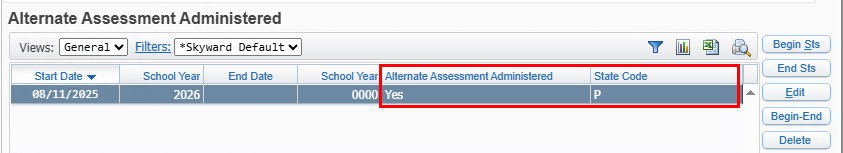 Alternate Assessment Administered
Views: General Filters: *Skyward Default
Begin Sts
End Sts
Start Date School Year End Date School Year Alternate Assessment Administered State Code
08/11/2025 2026 0000 Yes P
Edit
Begin-End
Delete